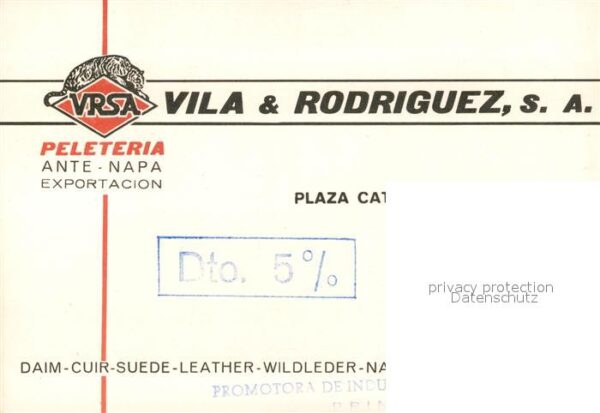 VRSA
VILA & RODRIGUEZ, S. A.
PELETERIA
ANTE - NAPA
EXPORTACION
PLAZA CAT
Dto. 5%
privacy protection
Datenschutz
DAIM-CUIR-SUEDE-LEATHER-WILDLEDER-NA
PROMOTORA DE INDU